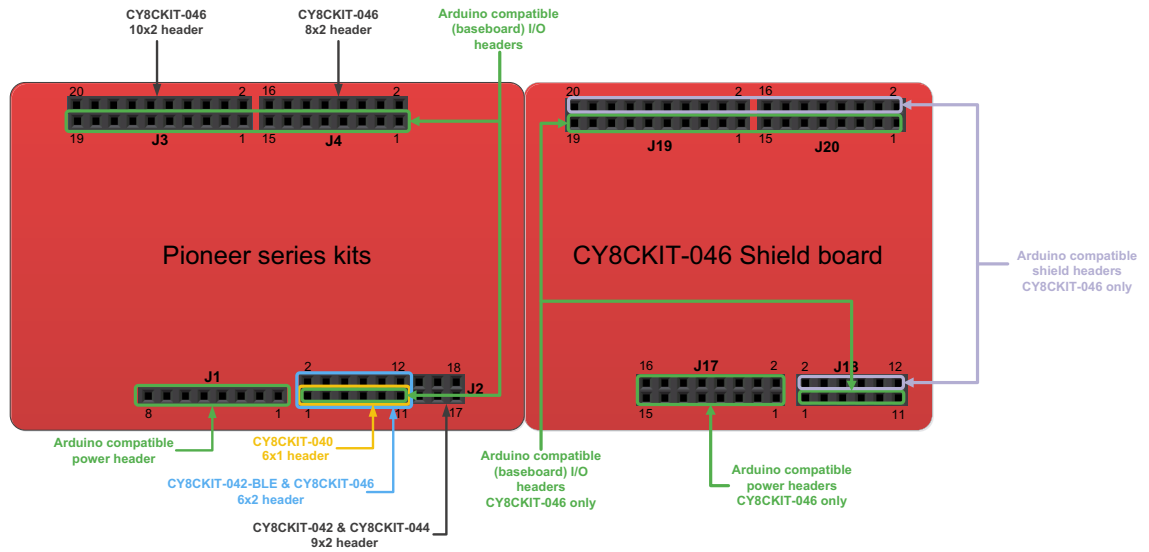 CY8CKIT-046
10x2 header
CY8CKIT-046
8x2 header
Arduino compatible
(baseboard) I/O
headers
20 2 16 2
19 1 15 1
J3 J4
20 2 16 2
19 1 15 1
J19 J20
Pioneer series kits
CY8CKIT-046 Shield board
Arduino compatible
shield headers
CY8CKIT-046 only
J1
8 1
2 12 18
J2
1 11 17
16 J17 2
15 1
2 J18 12
1 11
Arduino compatible
power header
CY8CKIT-040
6x1 header
CY8CKIT-042-BLE & CY8CKIT-046
6x2 header
CY8CKIT-042 & CY8CKIT-044
9x2 header
Arduino compatible
(baseboard) I/O
headers
CY8CKIT-046 only
Arduino compatible
power headers
CY8CKIT-046 only